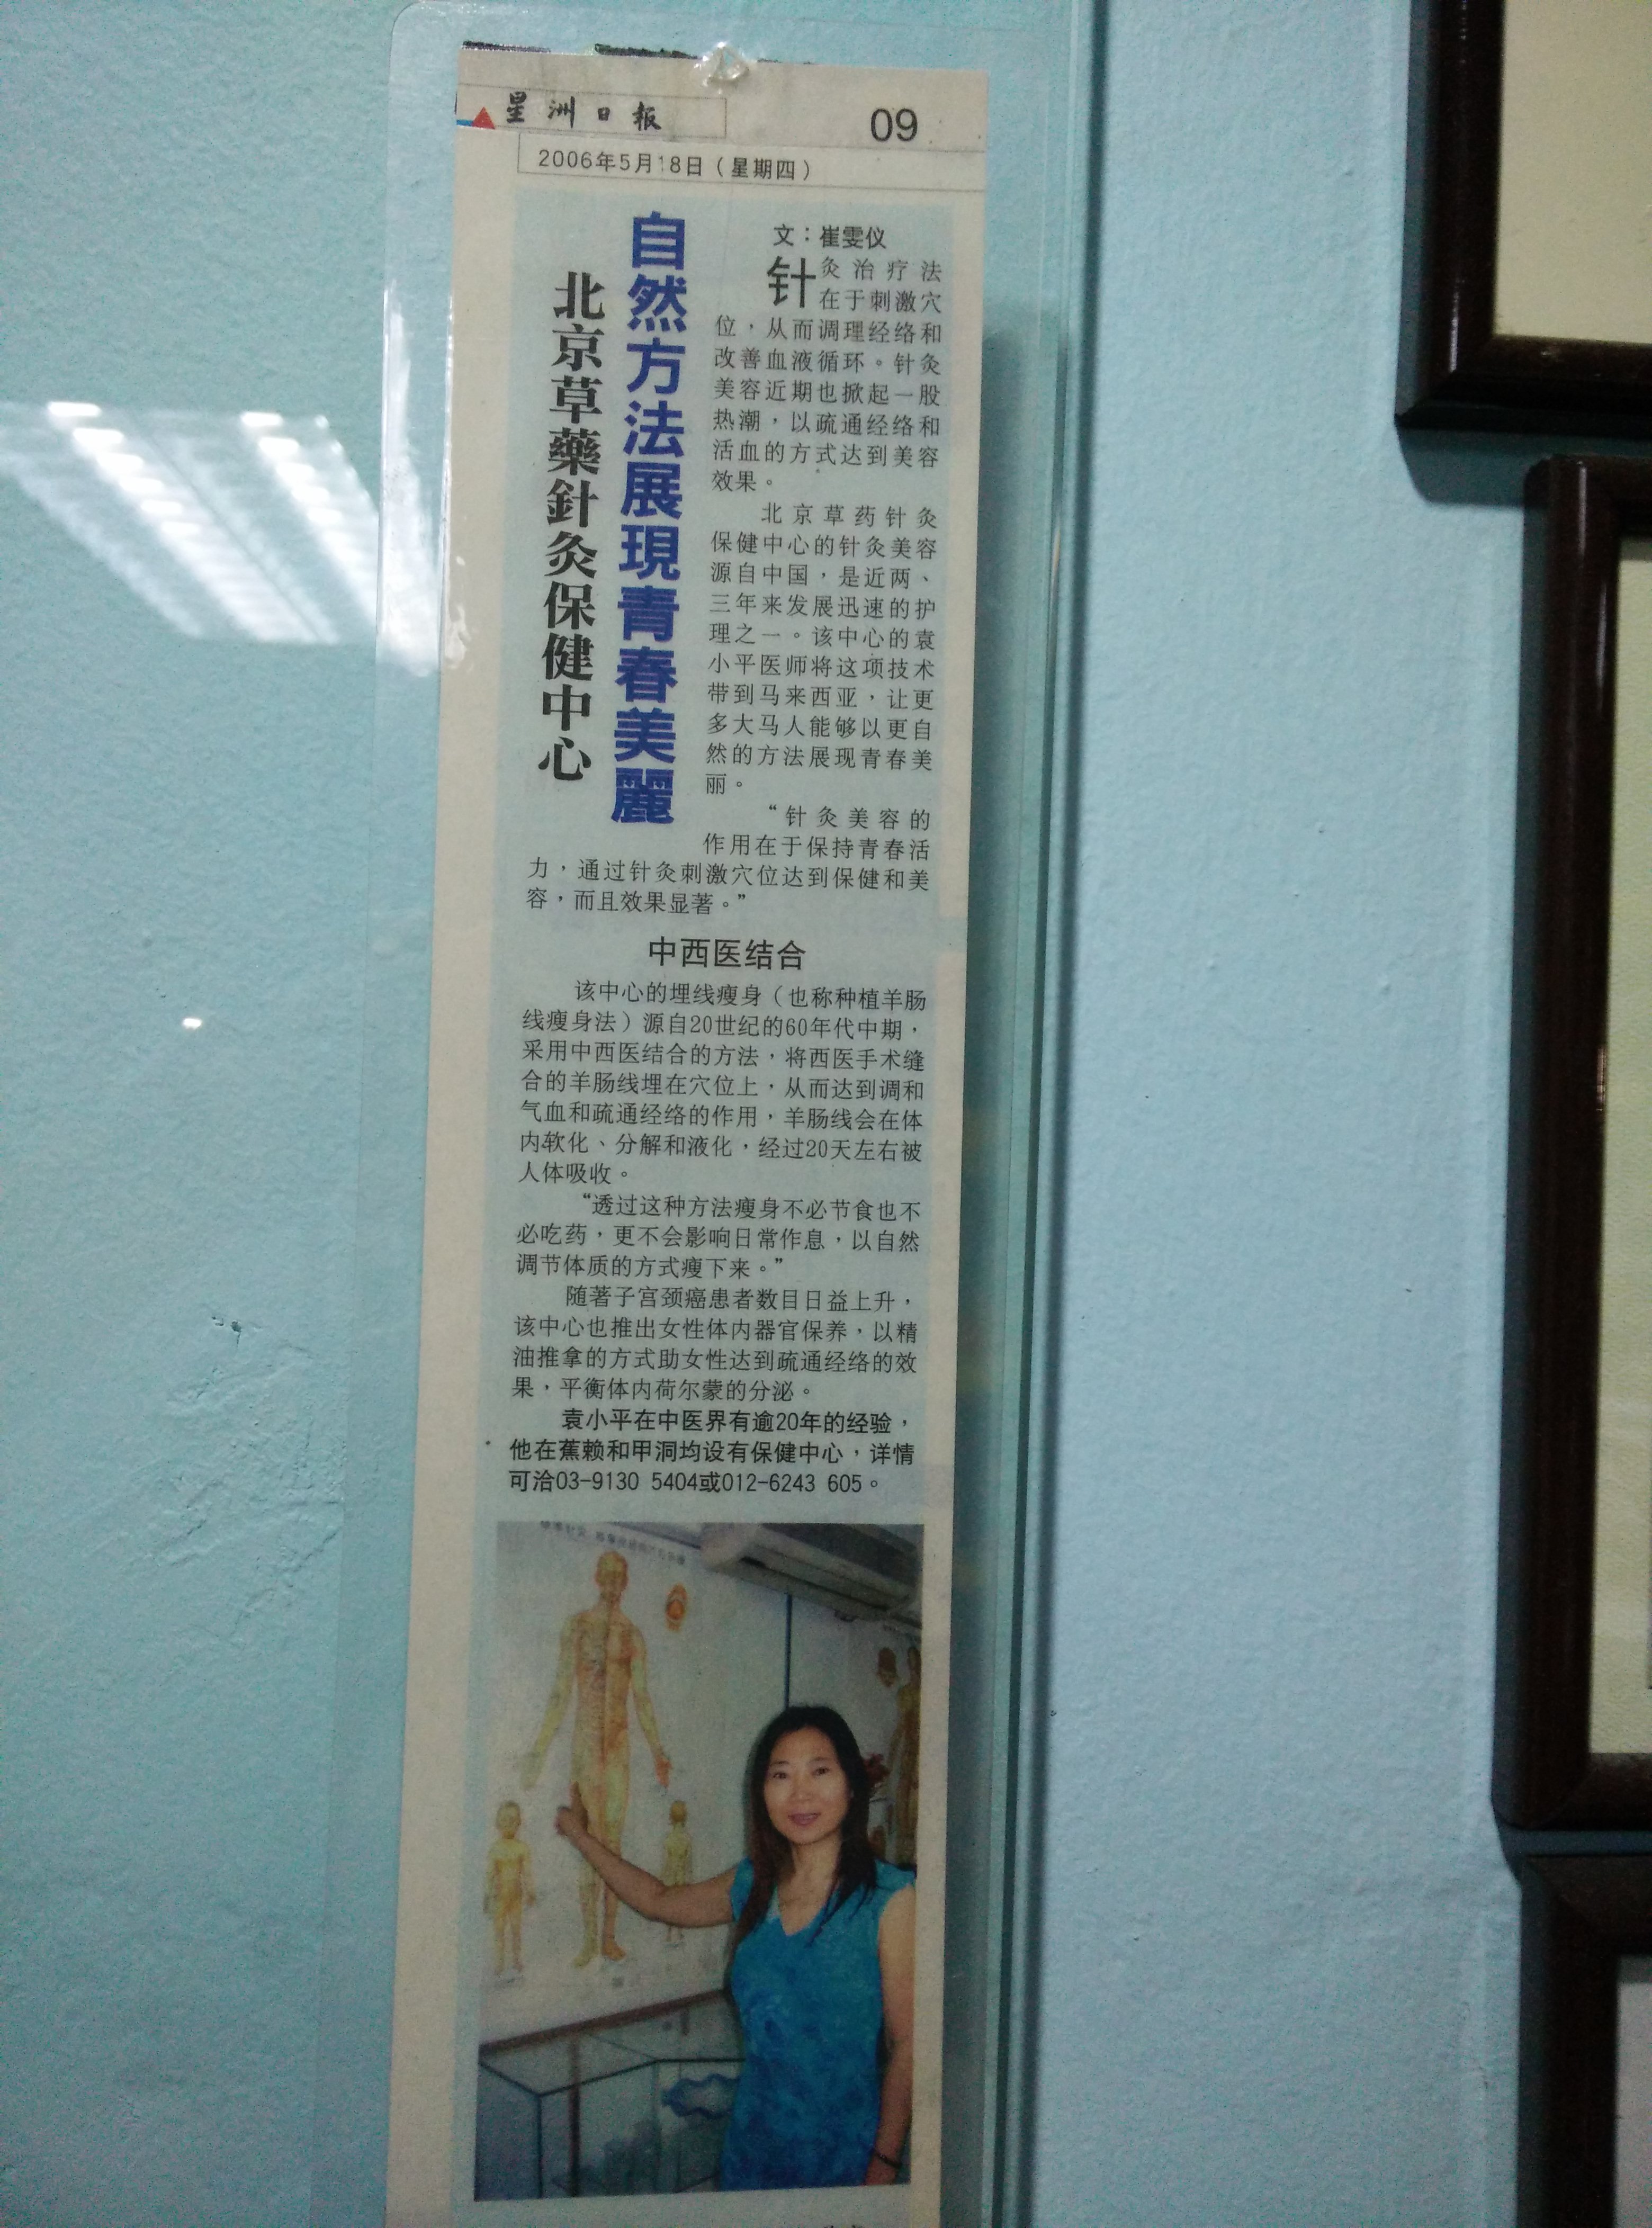 星洲日报
09
2006年5月18日（星期四）
自然方法展現青春美麗
北京草藥針灸保健中心
文：崔雯仪
针灸治疗法
在于刺激穴
位，从而调理经络和
改善血液循环。针灸
美容近期也掀起一股
热潮，以疏通经络和
活血的方式达到美容
效果。
北京草药针灸
保健中心的针灸美容
源自中国，是近两、
三年来发展迅速的护
理之一。该中心的袁
小平医师将这项技术
带到马来西亚，让更
多大马人能够以更自
然的方法展现青春美
丽。
“针灸美容的
作用在于保持青春活
力，通过针灸刺激穴位达到保健和美
容，而且效果显著。”
中西医结合
该中心的埋线瘦身（也称种植羊肠
线瘦身法）源自20世纪的60年代中期，
采用中西医结合的方法，将西医手术缝
合的羊肠线埋在穴位上，从而达到调和
气血和疏通经络的作用，羊肠线会在体
内软化、分解和液化，经过20天左右被
人体吸收。
“透过这种方法瘦身不必节食也不
必吃药，更不会影响日常作息，以自然
调节体质的方式瘦下来。”
随著子宫颈癌患者数目日益上升，
该中心也推出女性体内器官保养，以精
油推拿的方式助女性达到疏通经络的效
果，平衡体内荷尔蒙的分泌。
袁小平在中医界有逾20年的经验，
他在蕉赖和甲洞均设有保健中心，详情
可洽03-9130 5404或012-6243 605。